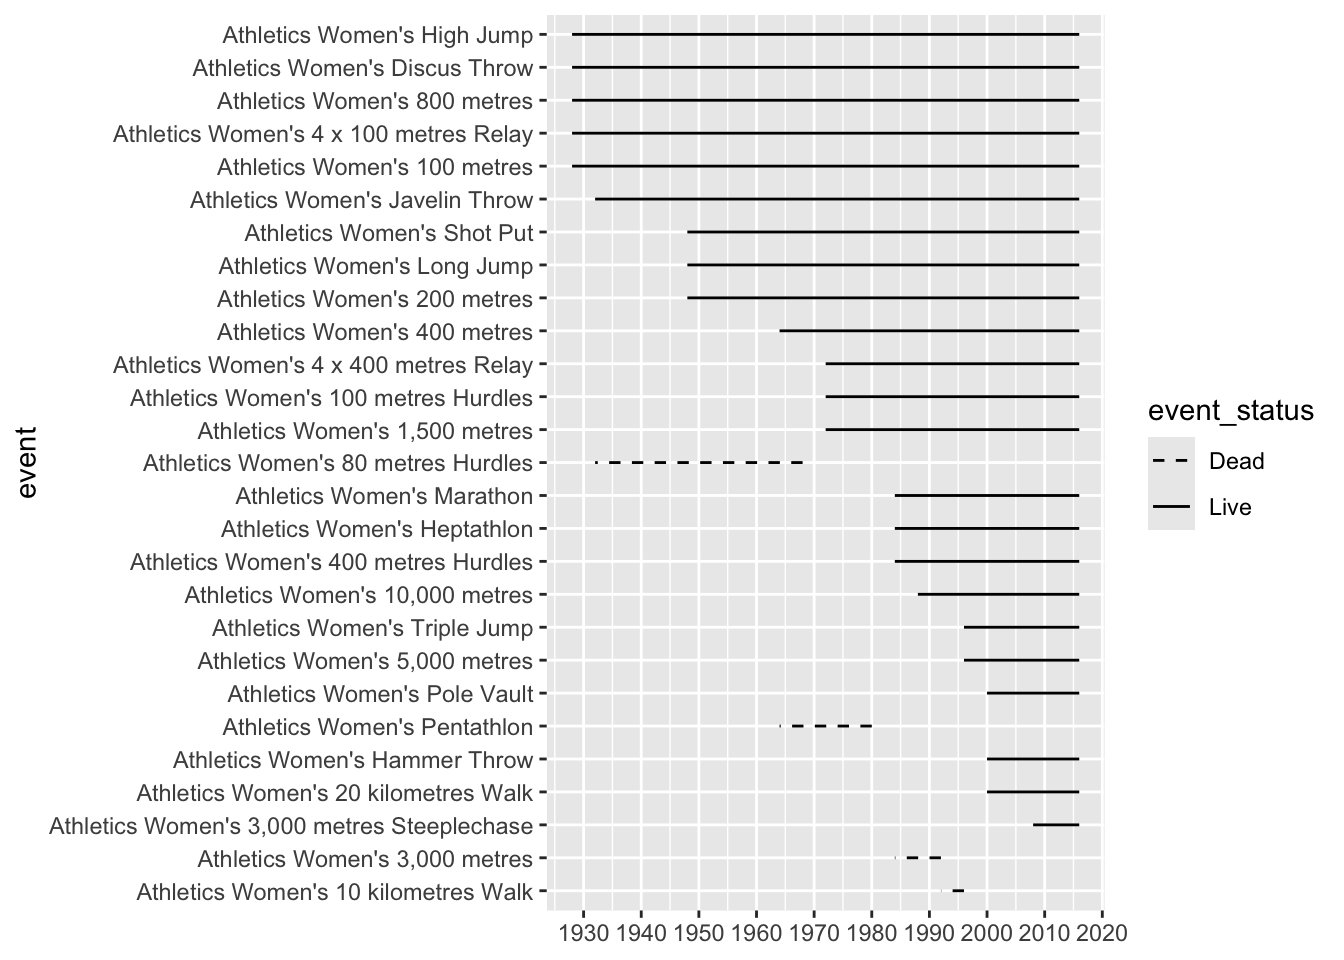 Athletics Women's High Jump
Athletics Women's Discus Throw
Athletics Women's 800 metres
Athletics Women's 4 x 100 metres Relay
Athletics Women's 100 metres
Athletics Women's Javelin Throw
Athletics Women's Shot Put
Athletics Women's Long Jump
Athletics Women's 200 metres
Athletics Women's 400 metres
Athletics Women's 4 x 400 metres Relay
Athletics Women's 100 metres Hurdles
Athletics Women's 1,500 metres
Athletics Women's 80 metres Hurdles
Athletics Women's Marathon
Athletics Women's Heptathlon
Athletics Women's 400 metres Hurdles
Athletics Women's 10,000 metres
Athletics Women's Triple Jump
Athletics Women's 5,000 metres
Athletics Women's Pole Vault
Athletics Women's Pentathlon
Athletics Women's Hammer Throw
Athletics Women's 20 kilometres Walk
Athletics Women's 3,000 metres Steeplechase
Athletics Women's 3,000 metres
Athletics Women's 10 kilometres Walk
event
1930 1940 1950 1960 1970 1980 1990 2000 2010 2020
event_status
Dead
Live